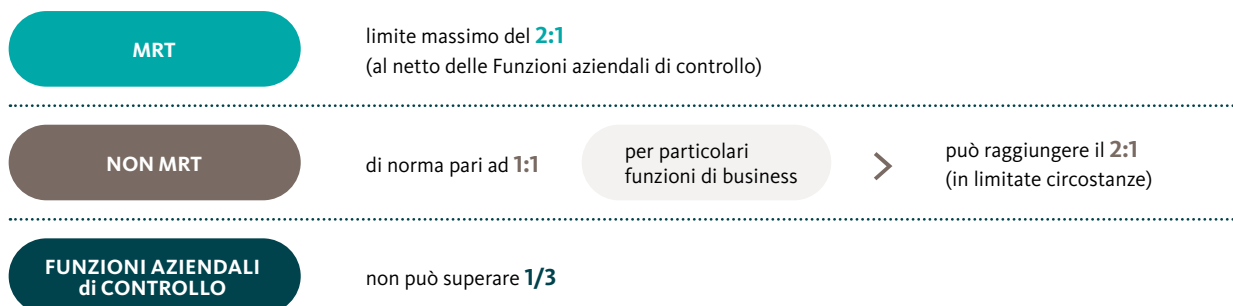 MRT
limite massimo del 2:1
(al netto delle Funzioni aziendali di controllo)
NON MRT
di norma pari ad 1:1
per particolari
funzioni di business
>
può raggiungere il 2:1
(in limitate circostanze)
FUNZIONI AZIENDALI
di CONTROLLO
non può superare 1/3